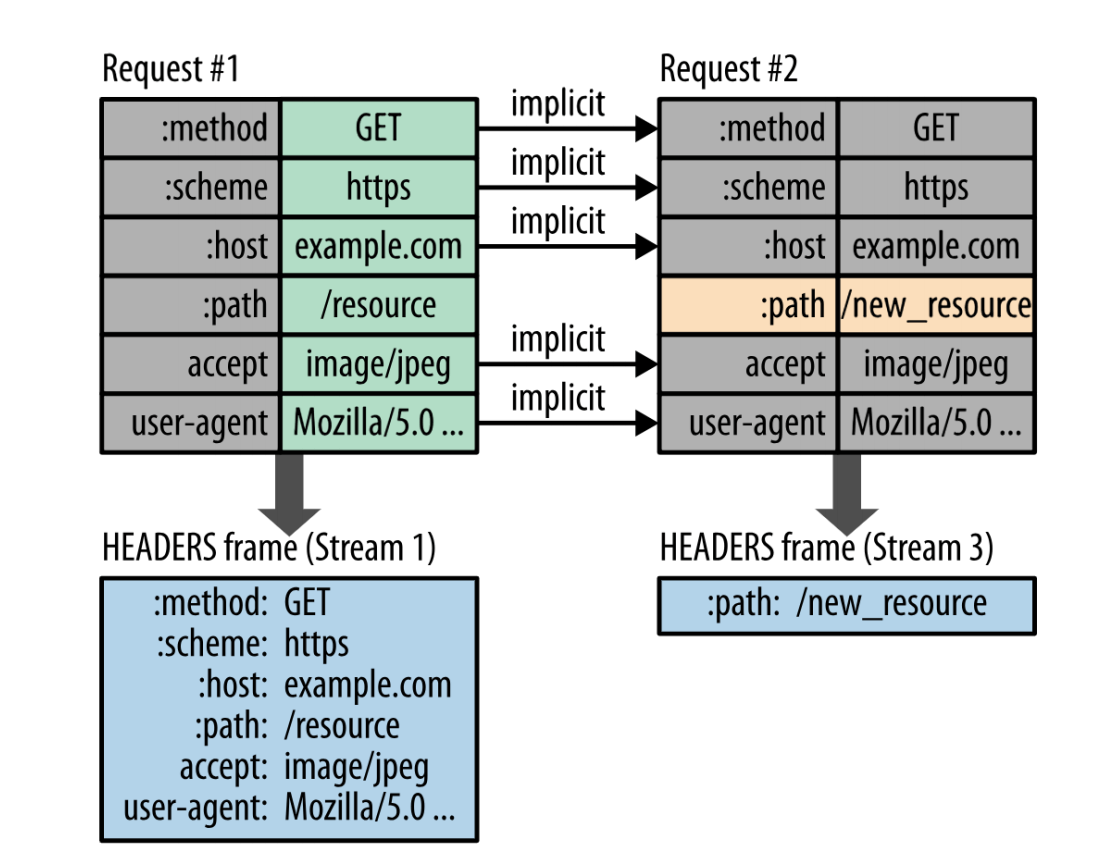 Request #1
:method GET
:scheme https
:host example.com
:path /resource
accept image/jpeg
user-agent Mozilla/5.0 ...
implicit
implicit
implicit
implicit
implicit
Request #2
:method GET
:scheme https
:host example.com
:path /new_resource
accept image/jpeg
user-agent Mozilla/5.0 ...
HEADERS frame (Stream 1)
:method: GET
:scheme: https
:host: example.com
:path: /resource
accept: image/jpeg
user-agent: Mozilla/5.0 ...
HEADERS frame (Stream 3)
:path: /new_resource